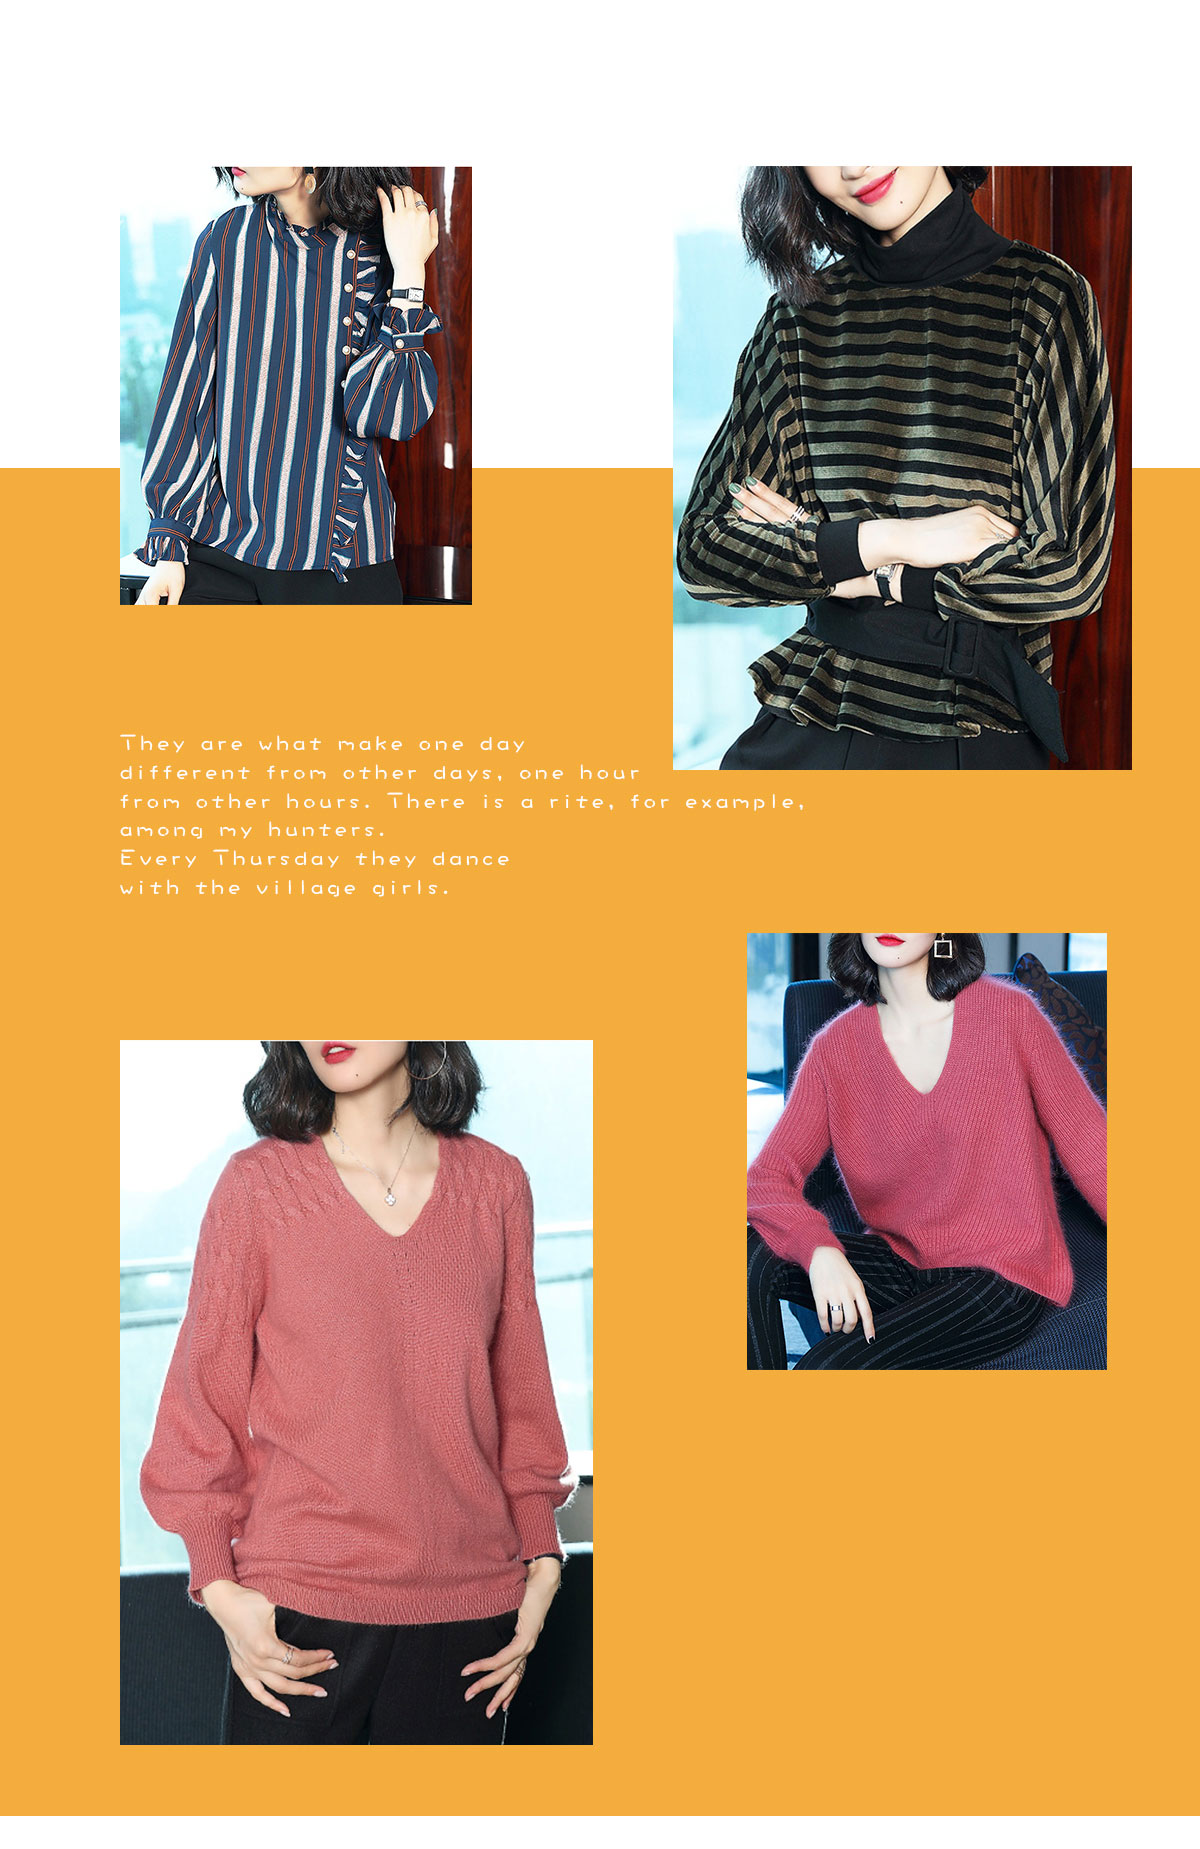 They are what make one day
different from other days, one hour
from other hours. There is a rite, for example,
among my hunters.
Every Thursday they dance
with the village girls.